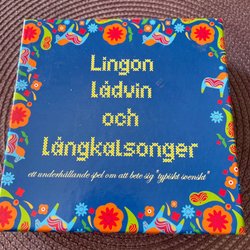 Lingon
lådvin
och
långkalsonger
ett underhållande spel om att bete sig "typiskt svenskt"